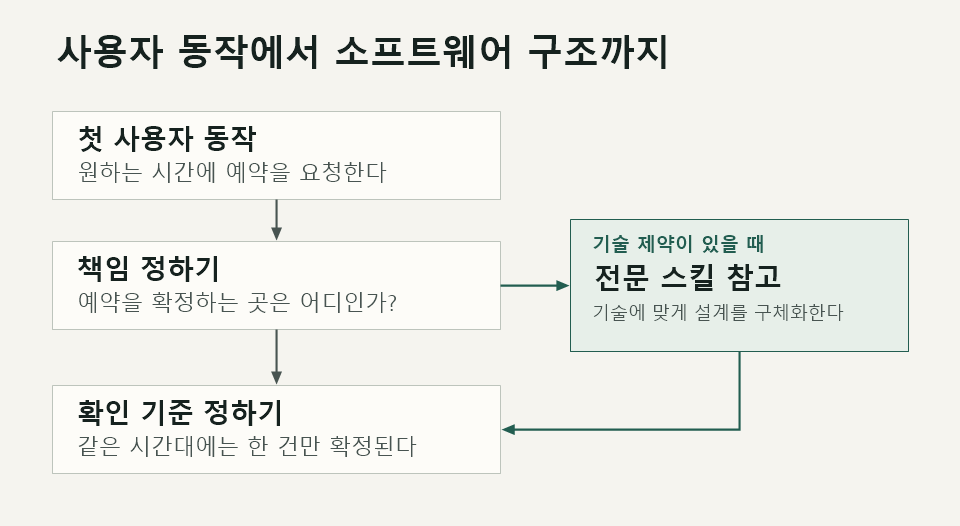 사용자 동작에서 소프트웨어 구조까지
첫 사용자 동작
원하는 시간에 예약을 요청한다
책임 정하기
예약을 확정하는 곳은 어디인가?
기술 제약이 있을 때
전문 스킬 참고
기술에 맞게 설계를 구체화한다
확인 기준 정하기
같은 시간대에는 한 건만 확정된다